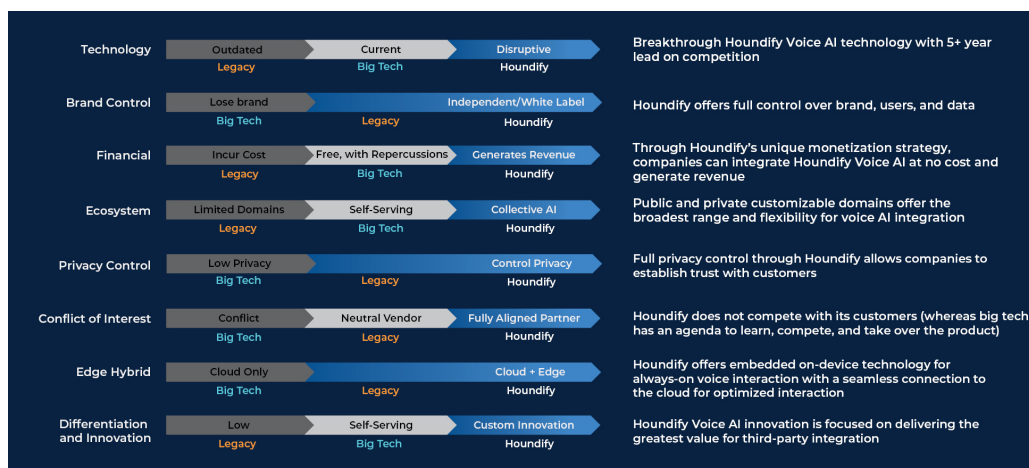 Technology
Outdated Current Disruptive
Legacy Big Tech Houndify
Breakthrough Houndify Voice AI technology with 5+ year
lead on competition
Brand Control
Lose brand Independent/White Label
Big Tech Legacy Houndify
Houndify offers full control over brand, users, and data
Financial
Incur Cost Free, with Repercussions Generates Revenue
Legacy Big Tech Houndify
Through Houndify's unique monetization strategy,
companies can integrate Houndify Voice AI at no cost and
generate revenue
Ecosystem
Limited Domains Self-Serving Collective AI
Legacy Big Tech Houndify
Public and private customizable domains offer the
broadest range and flexibility for voice AI integration
Privacy Control
Low Privacy Control Privacy
Big Tech Legacy Houndify
Full privacy control through Houndify allows companies to
establish trust with customers
Conflict of Interest
Conflict Neutral Vendor Fully Aligned Partner
Big Tech Legacy Houndify
Houndify does not compete with its customers (whereas big tech
has an agenda to learn, compete, and take over the product)
Edge Hybrid
Cloud Only Cloud + Edge
Big Tech Legacy Houndify
Houndify offers embedded on-device technology for
always-on voice interaction with a seamless connection to
the cloud for optimized interaction
Differentiation
and Innovation
Low Self-Serving Custom Innovation
Legacy Big Tech Houndify
Houndify Voice AI innovation is focused on delivering the
greatest value for third-party integration